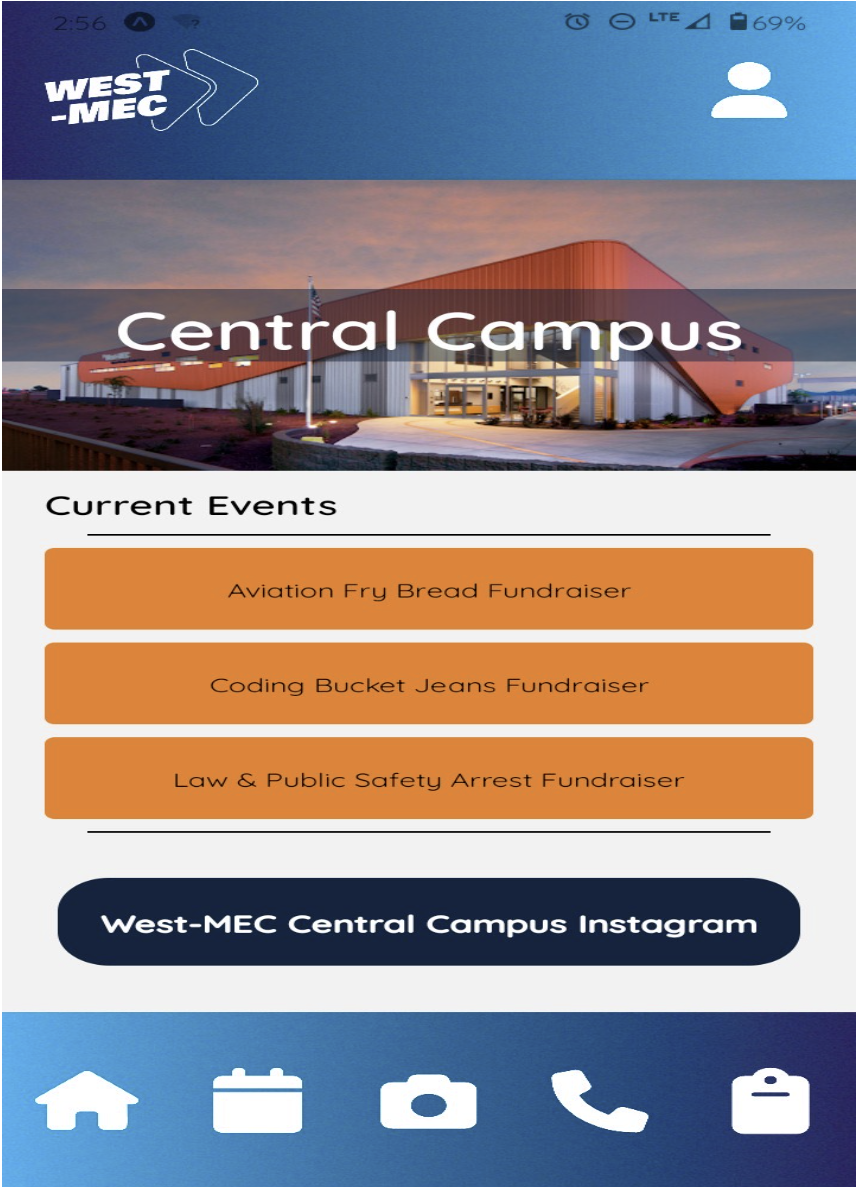 2:56 ? LTE 69%
WEST
-MEC
Central Campus
Current Events
Aviation Fry Bread Fundraiser
Coding Bucket Jeans Fundraiser
Law & Public Safety Arrest Fundraiser
West-MEC Central Campus Instagram